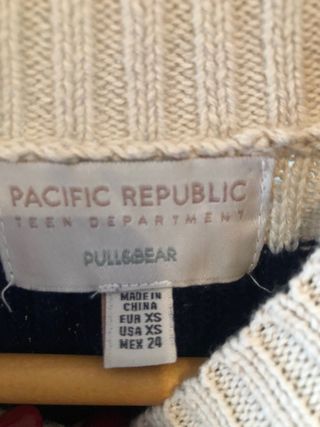 PACIFIC REPUBLIC
TEEN DEPARTMENT
PULL&BEAR
MADE IN
CHINA
EUR XS
USA XS
MEX 24